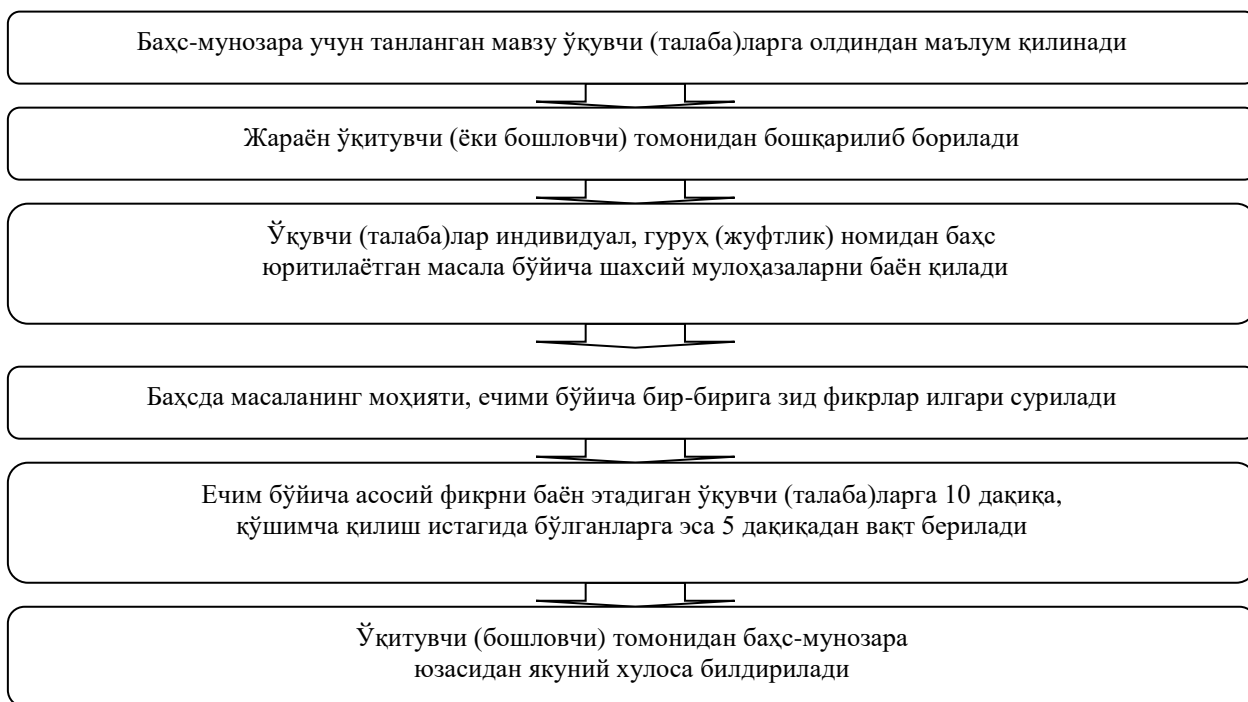 Баҳс-мунозара учун танланган мавзу ўқувчи (талаба)ларга олдиндан маълум қилинади
Жараён ўқитувчи (ёки бошловчи) томонидан бошқарилиб борилади
Ўқувчи (талаба)лар индивидуал, гуруҳ (жуфтлик) номидан баҳс
юритилаётган масала бўйича шахсий мулоҳазаларни баён қилади
Баҳсда масаланинг моҳияти, ечими бўйича бир-бирига зид фикрлар илгари сурилади
Ечим бўйича асосий фикрни баён этадиган ўқувчи (талаба)ларга 10 дақиқа,
қўшимча қилиш истагида бўлганларга эса 5 дақиқадан вақт берилади
Ўқитувчи (бошловчи) томонидан баҳс-мунозара
юзасидан якуний хулоса билдирилади